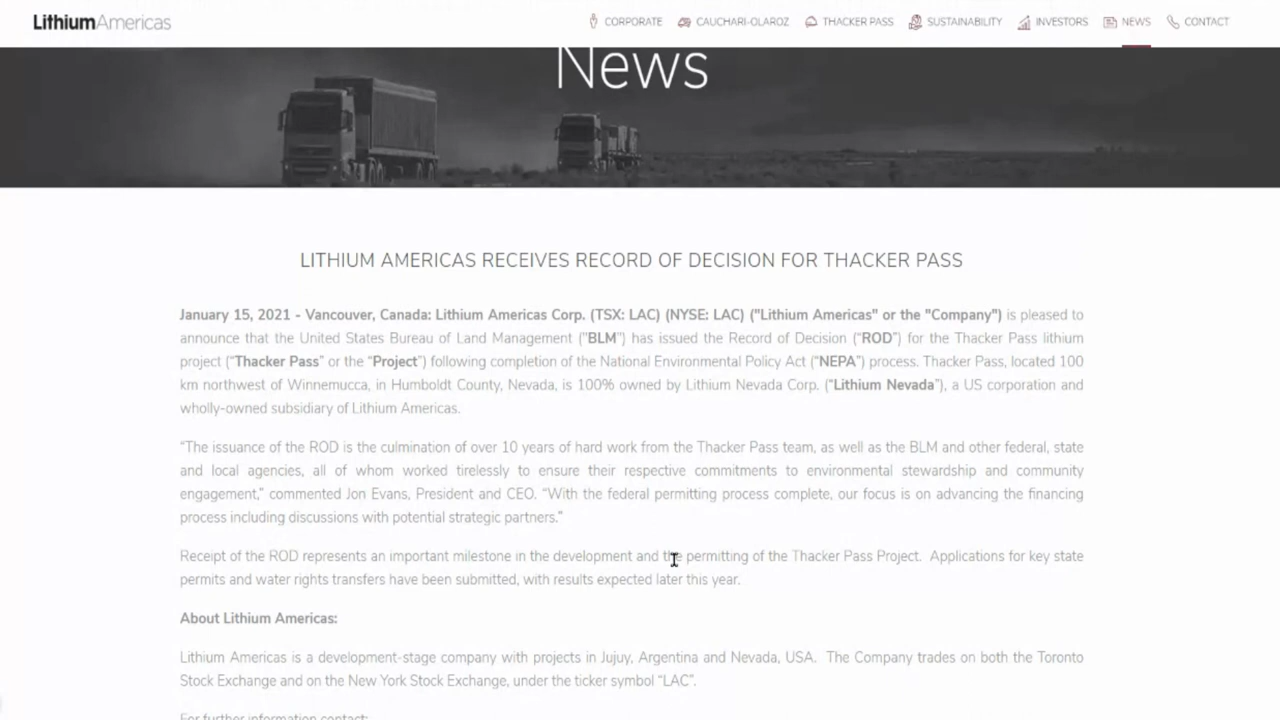 LithiumAmericas
CORPORATE
CAUCHARI-OLAROZ
THACKER PASS
SUSTAINABILITY
INVESTORS
NEWS
CONTACT
News
LITHIUM AMERICAS RECEIVES RECORD OF DECISION FOR THACKER PASS
January 15, 2021 - Vancouver, Canada: Lithium Americas Corp. (TSX: LAC) (NYSE: LAC) ("Lithium Americas" or the "Company") is pleased to
announce that the United States Bureau of Land Management ("BLM") has issued the Record of Decision (“ROD”) for the Thacker Pass lithium
project (“Thacker Pass” or the “Project”) following completion of the National Environmental Policy Act (“NEPA”) process. Thacker Pass, located 100
km northwest of Winnemucca, in Humboldt County, Nevada, is 100% owned by Lithium Nevada Corp. (“Lithium Nevada”), a US corporation and
wholly-owned subsidiary of Lithium Americas.
“The issuance of the ROD is the culmination of over 10 years of hard work from the Thacker Pass team, as well as the BLM and other federal, state
and local agencies, all of whom worked tirelessly to ensure their respective commitments to environmental stewardship and community
engagement,” commented Jon Evans, President and CEO. “With the federal permitting process complete, our focus is on advancing the financing
process including discussions with potential strategic partners.”
Receipt of the ROD represents an important milestone in the development and the permitting of the Thacker Pass Project.  Applications for key state
permits and water rights transfers have been submitted, with results expected later this year.
About Lithium Americas:
Lithium Americas is a development-stage company with projects in Jujuy, Argentina and Nevada, USA.  The Company trades on both the Toronto
Stock Exchange and on the New York Stock Exchange, under the ticker symbol “LAC”.
For further information contact: